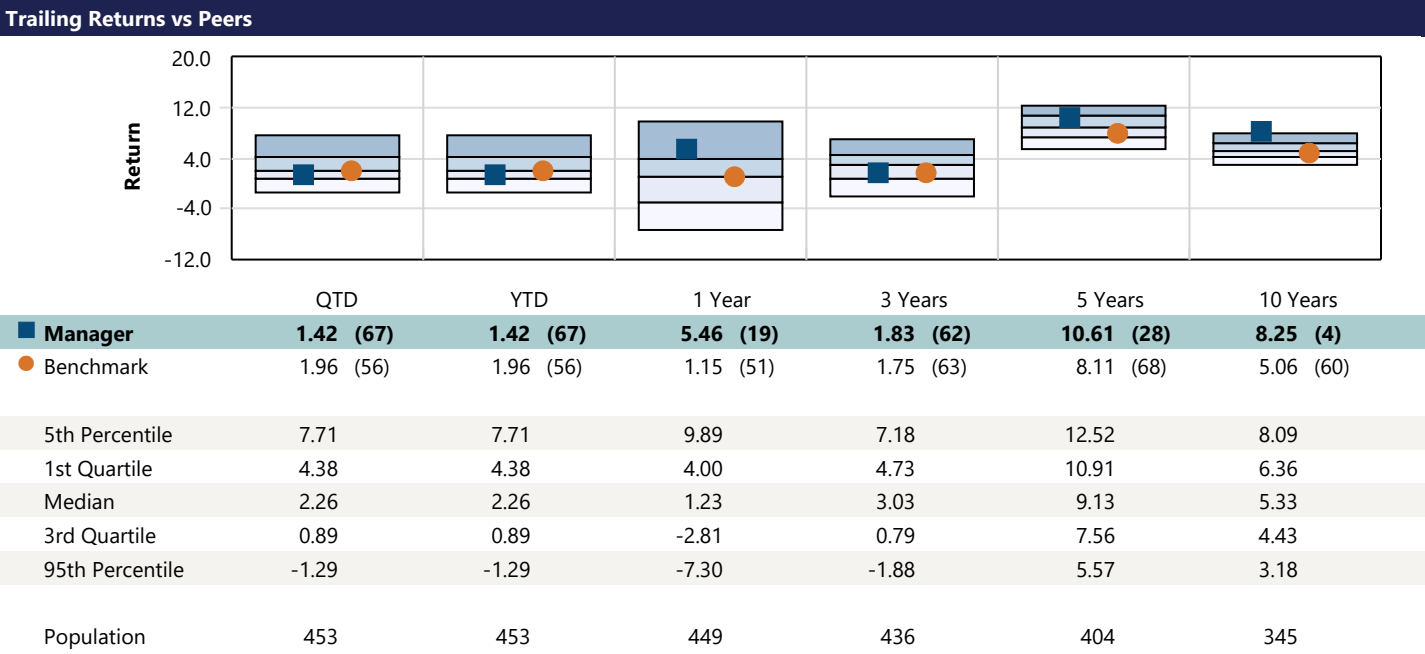 Trailing Returns vs Peers
20.0
12.0
4.0
-4.0
-12.0
Return
QTD YTD 1 Year 3 Years 5 Years 10 Years
Manager 1.42 (67) 1.42 (67) 5.46 (19) 1.83 (62) 10.61 (28) 8.25 (4)
Benchmark 1.96 (56) 1.96 (56) 1.15 (51) 1.75 (63) 8.11 (68) 5.06 (60)
5th Percentile 7.71 7.71 9.89 7.18 12.52 8.09
1st Quartile 4.38 4.38 4.00 4.73 10.91 6.36
Median 2.26 2.26 1.23 3.03 9.13 5.33
3rd Quartile 0.89 0.89 -2.81 0.79 7.56 4.43
95th Percentile -1.29 -1.29 -7.30 -1.88 5.57 3.18
Population 453 453 449 436 404 345